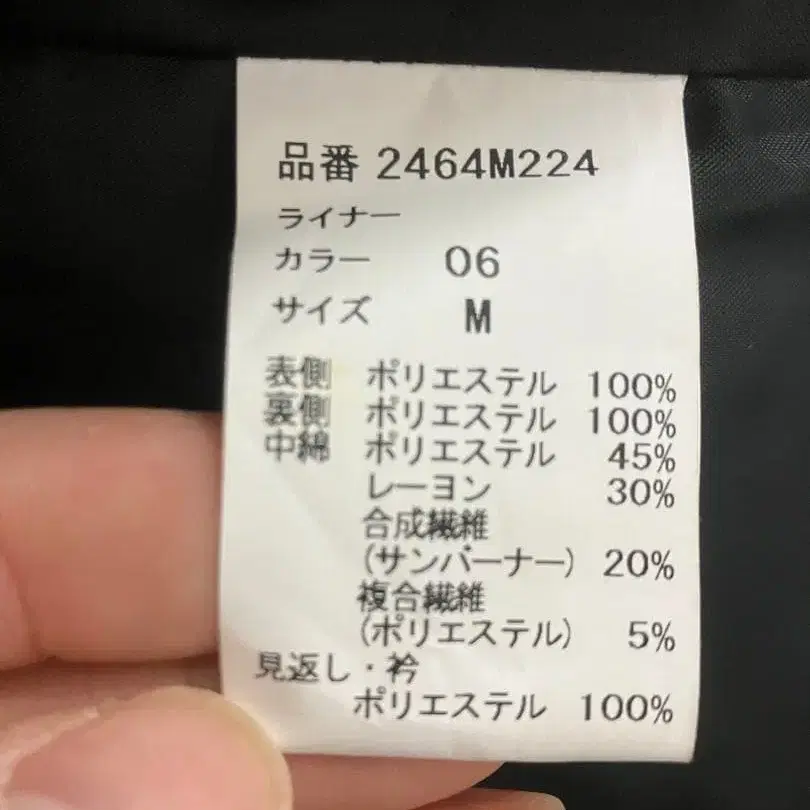 品番 2464M224
ライナー
カラー 06
サイズ M
表側 ポリエステル 100%
裏側 ポリエステル 100%
中綿 ポリエステル 45%
レーヨン 30%
合成繊維
(サンバーナー) 20%
複合繊維
(ポリエステル) 5%
見返し・衿
ポリエステル 100%